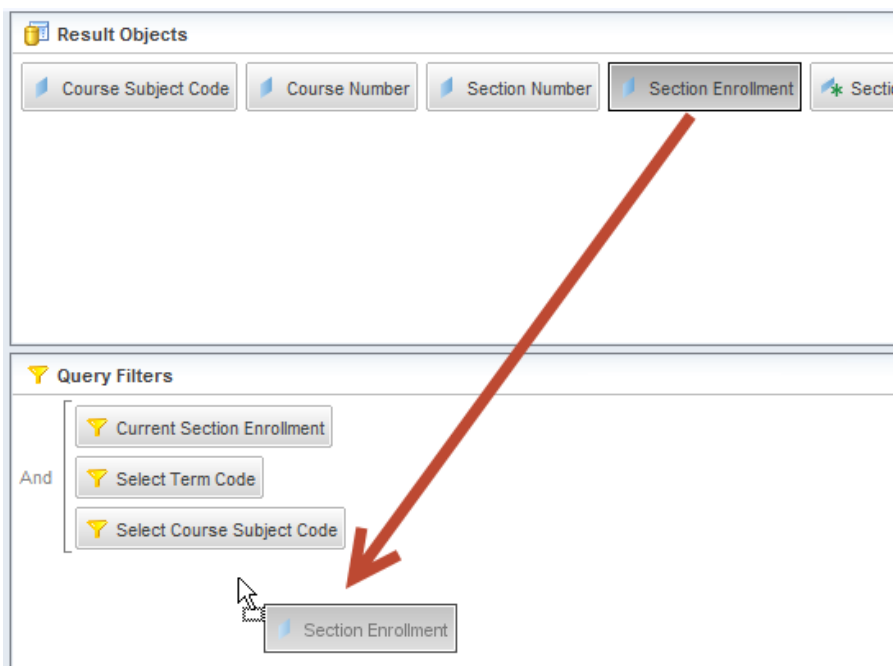 Result Objects
Course Subject Code Course Number Section Number Section Enrollment
Query Filters
Current Section Enrollment
And Select Term Code
Select Course Subject Code
Section Enrollment